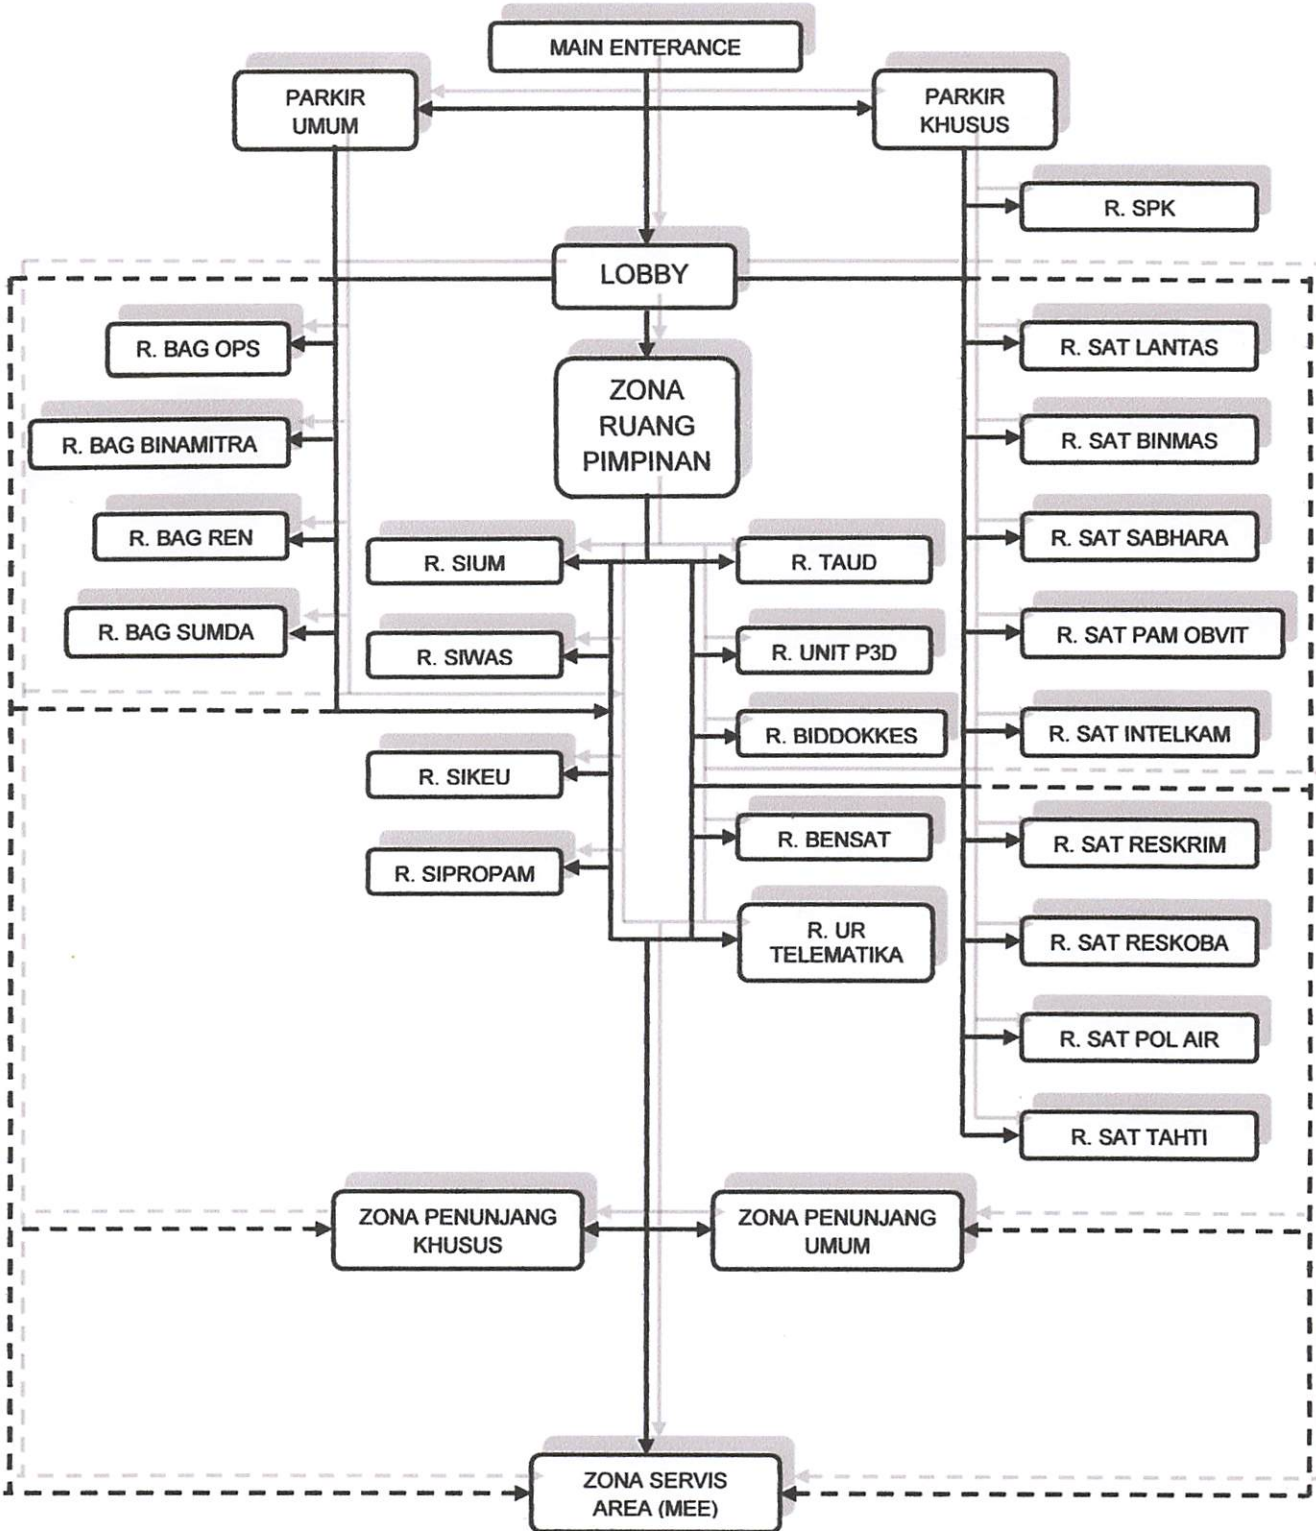 MAIN ENTERANCE
PARKIR
UMUM
PARKIR
KHUSUS
R. SPK
LOBBY
R. BAG OPS
ZONA
RUANG
PIMPINAN
R. SAT LANTAS
R. BAG BINAMITRA
R. SAT BINMAS
R. BAG REN
R. SIUM
R. TAUD
R. SAT SABHARA
R. BAG SUMDA
R. SIWAS
R. UNIT P3D
R. SAT PAM OBVIT
R. BIDDOKKES
R. SAT INTELKAM
R. SIKEU
R. BENSAT
R. SAT RESKRIM
R. SIPROPAM
R. UR
TELEMATIKA
R. SAT RESKOBA
R. SAT POL AIR
R. SAT TAHTI
ZONA PENUNJANG
KHUSUS
ZONA PENUNJANG
UMUM
ZONA SERVIS
AREA (MEE)